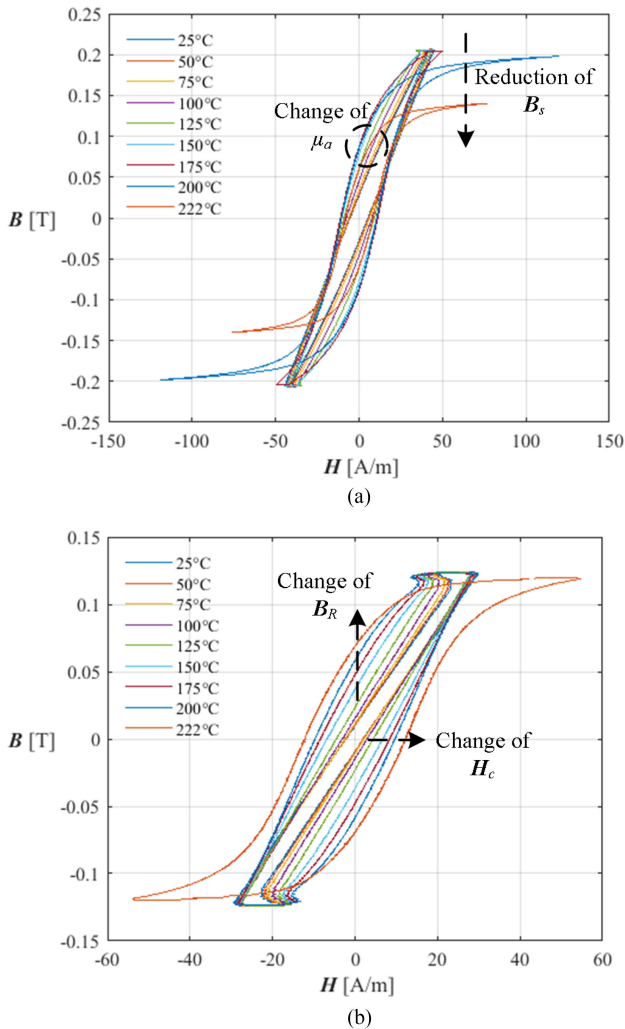 0.25
0.2
0.15
0.1
0.05
0
-0.05
-0.1
-0.15
-0.2
-0.25
B [T]
25°C
50°C
75°C
100°C
125°C
150°C
175°C
200°C
222°C
Change of
μa
Reduction of
Bs
-150 -100 -50 0 50 100 150
H [A/m]
(a)
0.15
0.1
0.05
0
-0.05
-0.1
-0.15
B [T]
25°C
50°C
75°C
100°C
125°C
150°C
175°C
200°C
222°C
Change of
BR
Change of
Hc
-60 -40 -20 0 20 40 60
H [A/m]
(b)